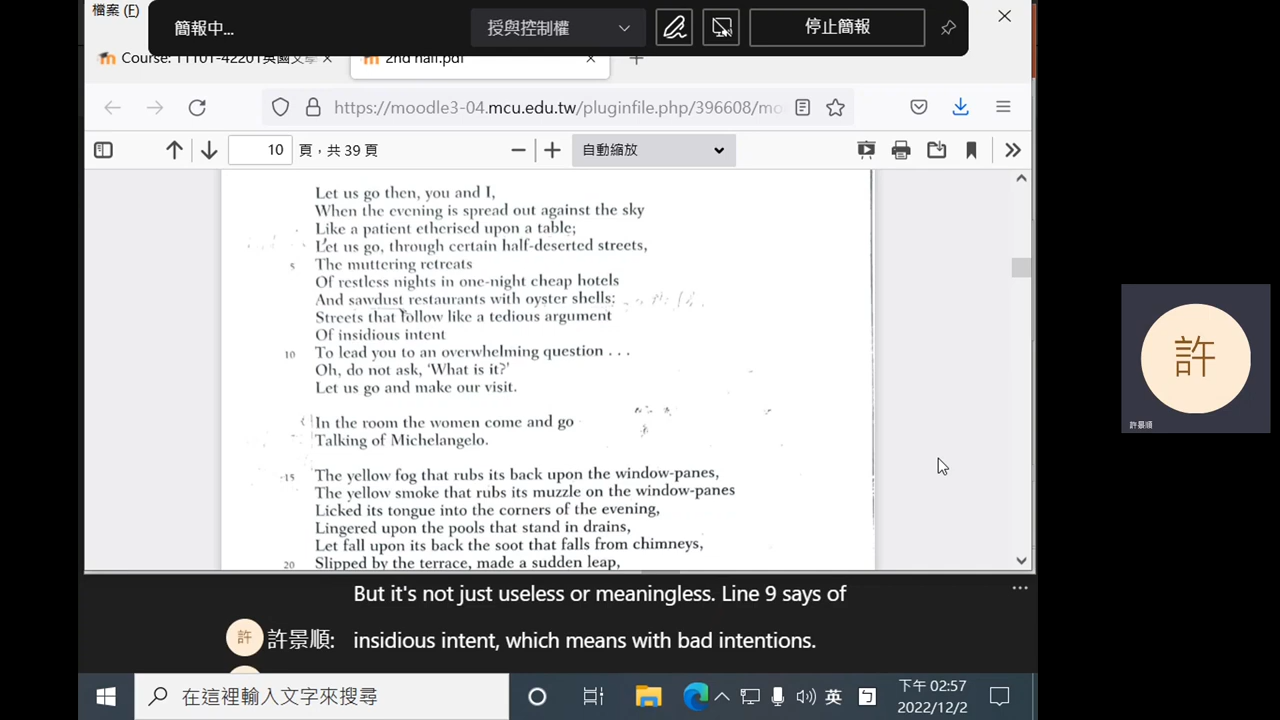 檔案 (F)
簡報中...
授與控制權
停止簡報
Course: 11101-42201英國文學
2nd half.pdf
https://moodle3-04.mcu.edu.tw/pluginfile.php/396608/mo
10 頁，共 39 頁
自動縮放
Let us go then, you and I,
When the evening is spread out against the sky
Like a patient etherised upon a table;
Let us go, through certain half-deserted streets,
5 The muttering retreats
Of restless nights in one-night cheap hotels
And sawdust restaurants with oyster shells:
Streets that follow like a tedious argument
Of insidious intent
10 To lead you to an overwhelming question . . .
Oh, do not ask, ‘What is it?’
Let us go and make our visit.
In the room the women come and go
Talking of Michelangelo.
15 The yellow fog that rubs its back upon the window-panes,
The yellow smoke that rubs its muzzle on the window-panes
Licked its tongue into the corners of the evening,
Lingered upon the pools that stand in drains,
Let fall upon its back the soot that falls from chimneys,
20 Slipped by the terrace, made a sudden leap,
許
許景順
But it's not just useless or meaningless. Line 9 says of
許 許景順: insidious intent, which means with bad intentions.
在這裡輸入文字來搜尋
英
下午 02:57
2022/12/2